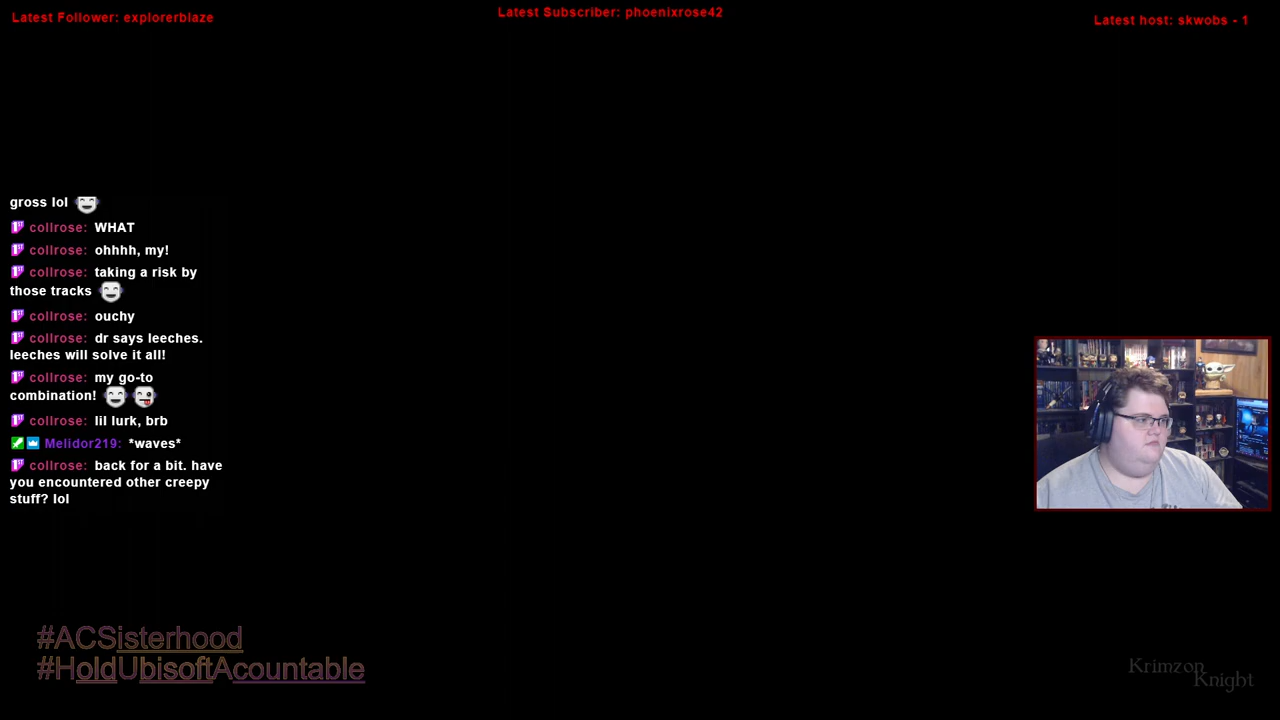 Latest Follower: explorerblaze
Latest Subscriber: phoenixrose42
Latest host: skwobs - 1
gross lol
collrose: WHAT
collrose: ohhhh, my!
collrose: taking a risk by
those tracks
collrose: ouchy
collrose: dr says leeches.
leeches will solve it all!
collrose: my go-to
combination!
collrose: lil lurk, brb
Melidor219: *waves*
collrose: back for a bit. have
you encountered other creepy
stuff? lol
#ACSisterhood
#HoldUbisoftAcountable
Krimzon
Knight